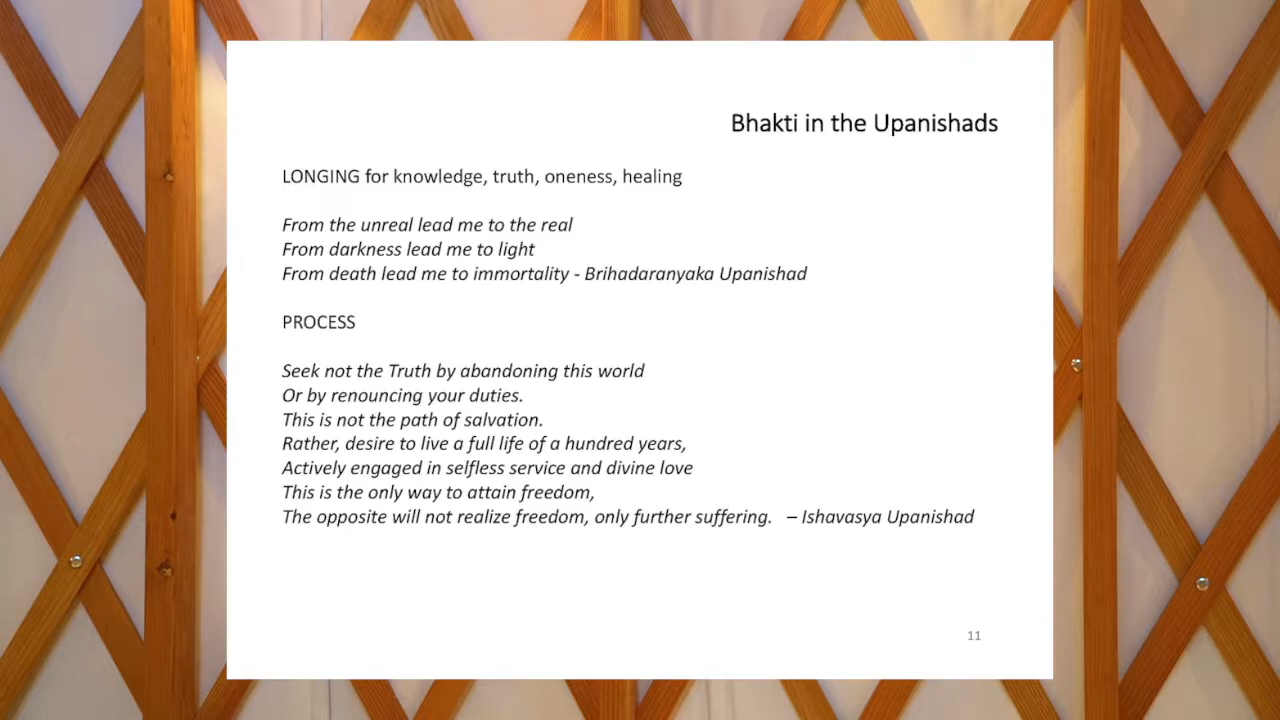 Bhakti in the Upanishads
LONGING for knowledge, truth, oneness, healing
From the unreal lead me to the real
From darkness lead me to light
From death lead me to immortality - Brihadaranyaka Upanishad
PROCESS
Seek not the Truth by abandoning this world
Or by renouncing your duties.
This is not the path of salvation.
Rather, desire to live a full life of a hundred years,
Actively engaged in selfless service and divine love
This is the only way to attain freedom,
The opposite will not realize freedom, only further suffering. – Ishavasya Upanishad
11